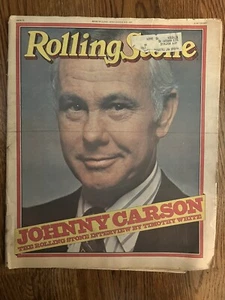 Rolling Stone
JOHNNY CARSON
THE ROLLING STONE INTERVIEW BY TIMOTHY WHITE